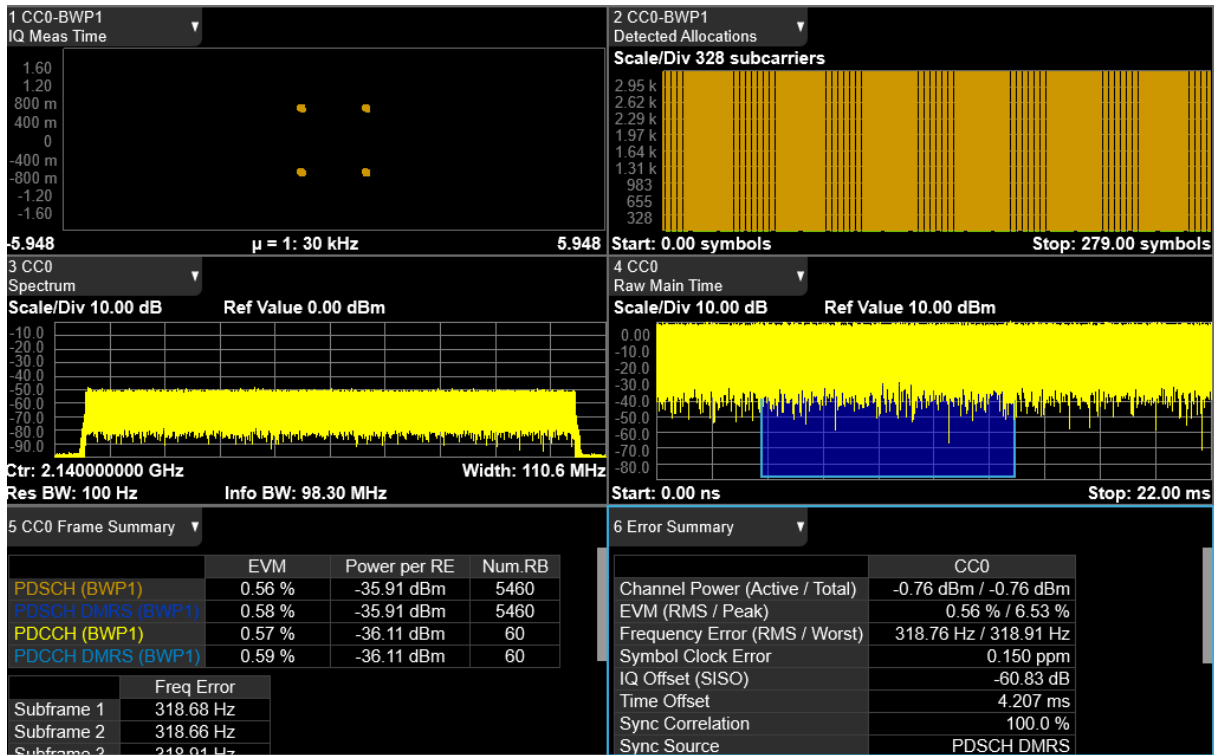 1 CC0-BWP1
IQ Meas Time
1.60
1.20
800 m
400 m
0
-400 m
-800 m
-1.20
-1.60
-5.948 µ = 1: 30 kHz 5.948
2 CC0-BWP1
Detected Allocations
Scale/Div 328 subcarriers
2.95 k
2.62 k
2.29 k
1.97 k
1.64 k
1.31 k
983
655
328
Start: 0.00 symbols Stop: 279.00 symbols
3 CC0
Spectrum
Scale/Div 10.00 dB Ref Value 0.00 dBm
-10.0
-20.0
-30.0
-40.0
-50.0
-60.0
-70.0
-80.0
-90.0
Ctr: 2.140000000 GHz Width: 110.6 MHz
Res BW: 100 Hz Info BW: 98.30 MHz
4 CC0
Raw Main Time
Scale/Div 10.00 dB Ref Value 10.00 dBm
0.00
-10.0
-20.0
-30.0
-40.0
-50.0
-60.0
-70.0
-80.0
Start: 0.00 ns Stop: 22.00 ms
5 CC0 Frame Summary
EVM Power per RE Num.RB
PDSCH (BWP1) 0.56 % -35.91 dBm 5460
PDSCH DMRS (BWP1) 0.58 % -35.91 dBm 5460
PDCCH (BWP1) 0.57 % -36.11 dBm 60
PDCCH DMRS (BWP1) 0.59 % -36.11 dBm 60
Freq Error
Subframe 1 318.68 Hz
Subframe 2 318.66 Hz
Subframe 3 318.91 Hz
6 Error Summary
CC0
Channel Power (Active / Total) -0.76 dBm / -0.76 dBm
EVM (RMS / Peak) 0.56 % / 6.53 %
Frequency Error (RMS / Worst) 318.76 Hz / 318.91 Hz
Symbol Clock Error 0.150 ppm
IQ Offset (SISO) -60.83 dB
Time Offset 4.207 ms
Sync Correlation 100.0 %
Sync Source PDSCH DMRS